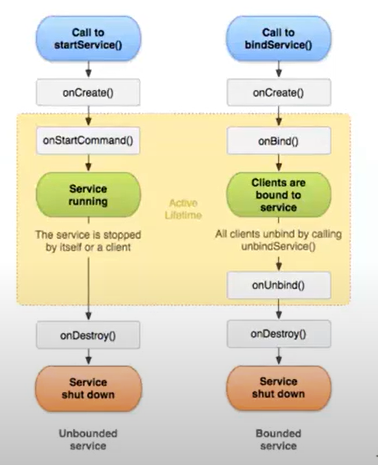 Call to
startService()
onCreate()
onStartCommand()
Service
running
The service is stopped
by itself or a client
onDestroy()
Service
shut down
Unbounded
service
Active
Lifetime
Call to
bindService()
onCreate()
onBind()
Clients are
bound to
service
All clients unbind by calling
unbindService()
onUnbind()
onDestroy()
Service
shut down
Bounded
service